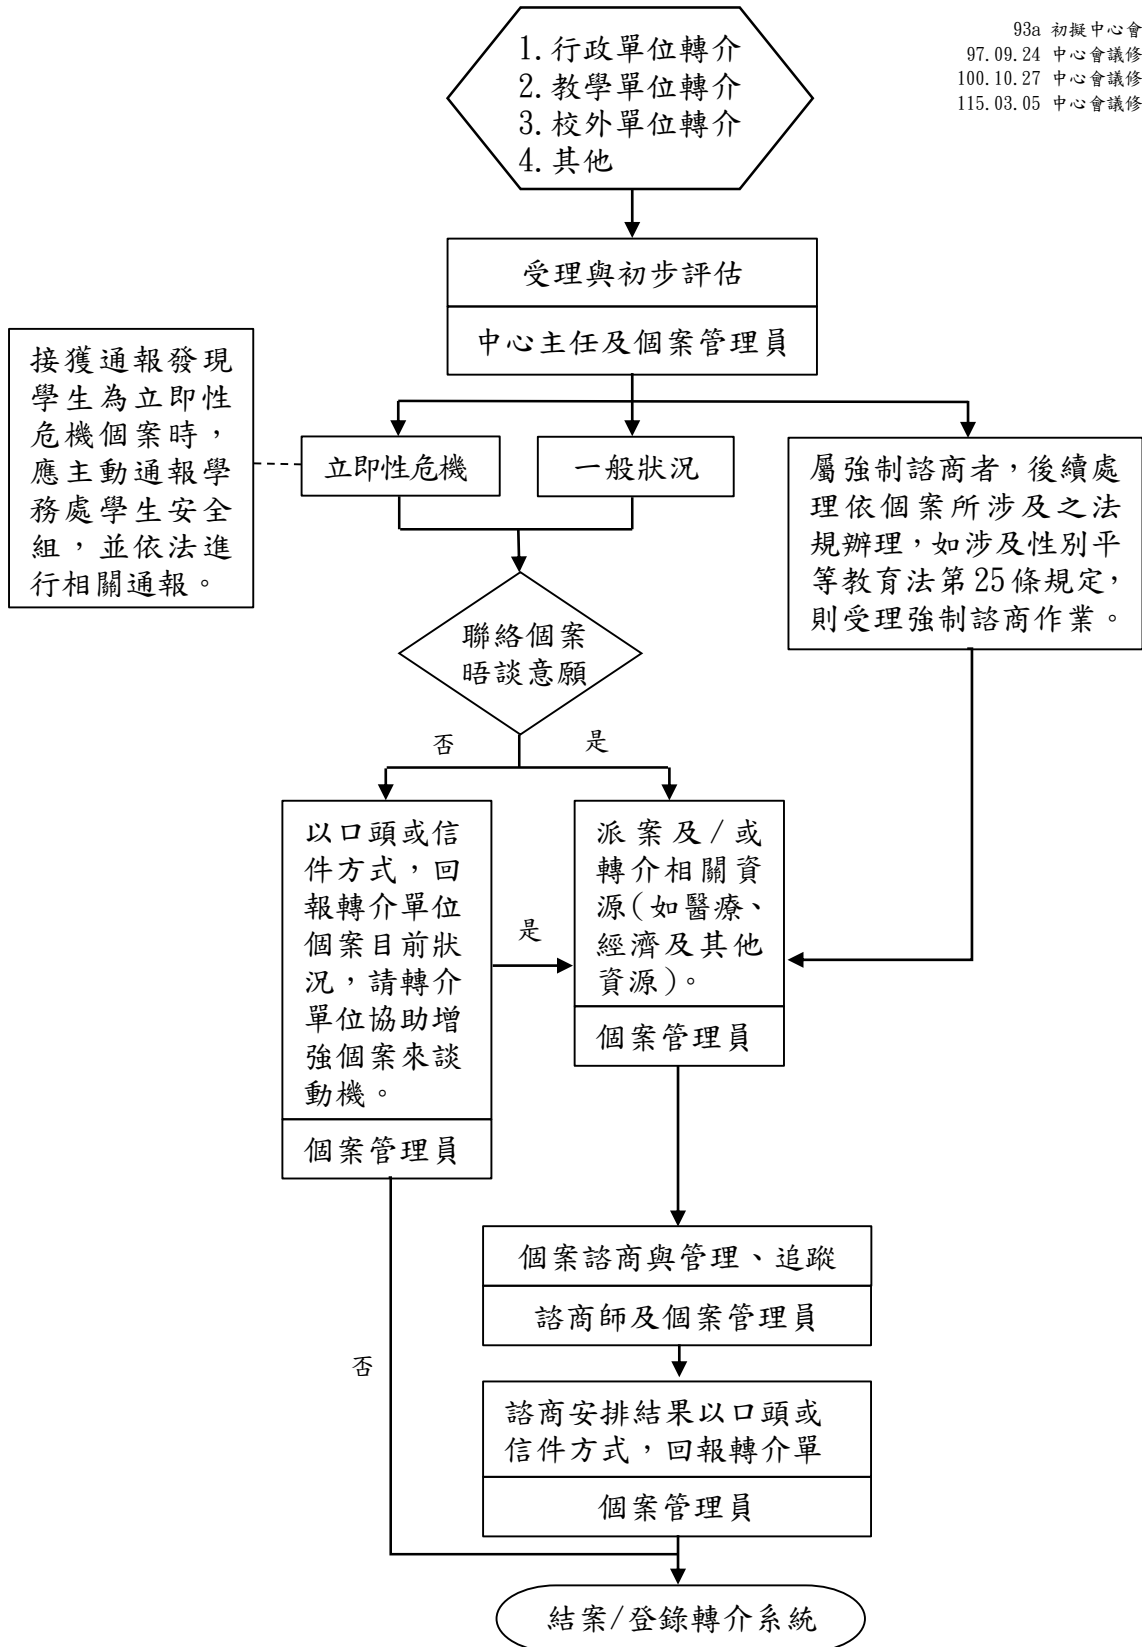 93a 初擬中心會
97.09.24 中心會議修
100.10.27 中心會議修
115.03.05 中心會議修
1.行政單位轉介
2.教學單位轉介
3.校外單位轉介
4.其他
受理與初步評估
中心主任及個案管理員
接獲通報發現
學生為立即性
危機個案時，
應主動通報學
務處學生安全
組，並依法進
行相關通報。
立即性危機
一般狀況
屬強制諮商者，後續處
理依個案所涉及之法
規辦理，如涉及性別平
等教育法第25條規定，
則受理強制諮商作業。
聯絡個案
晤談意願
否
是
以口頭或信
件方式，回
報轉介單位
個案目前狀
況，請轉介
單位協助增
強個案來談
動機。
個案管理員
是
派案及/或
轉介相關資
源(如醫療、
經濟及其他
資源)。
個案管理員
個案諮商與管理、追蹤
諮商師及個案管理員
否
諮商安排結果以口頭或
信件方式，回報轉介單
個案管理員
結案/登錄轉介系統